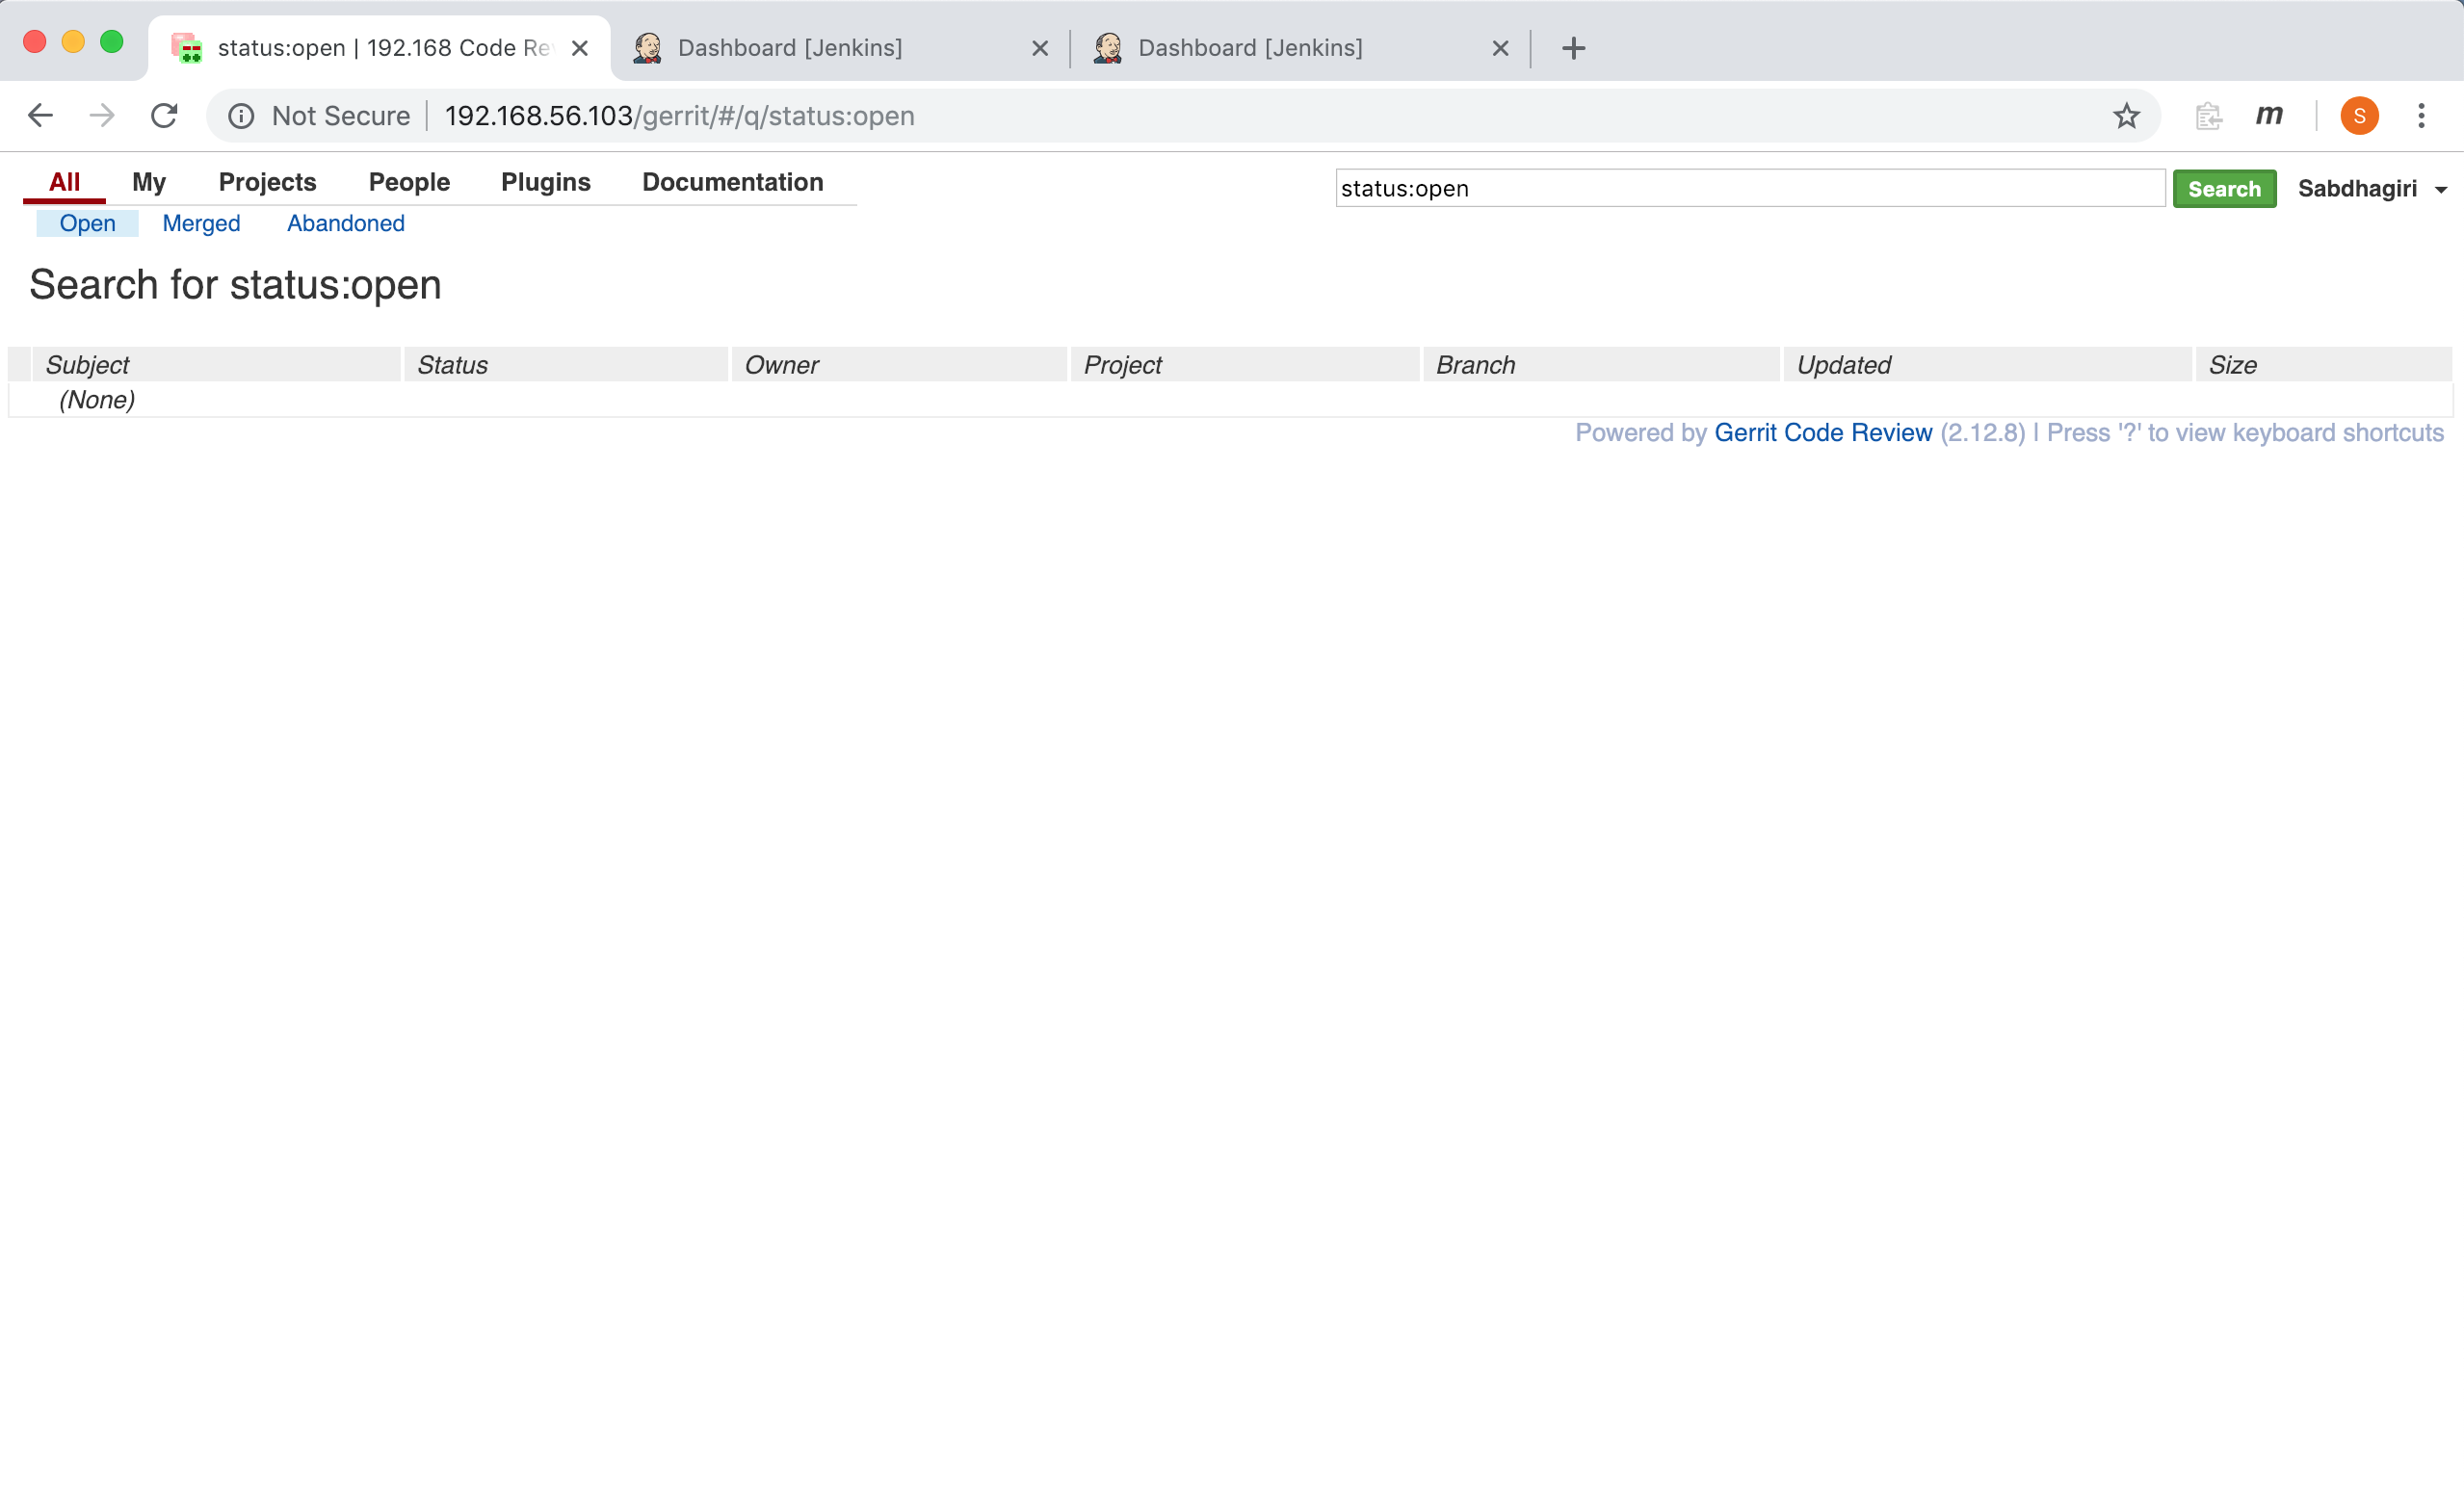 status:open | 192.168 Code Re
Dashboard [Jenkins]
Dashboard [Jenkins]
Not Secure
192.168.56.103/gerrit/#/q/status:open
m
S
All My Projects People Plugins Documentation
status:open
Search
Sabdhagiri
Open Merged Abandoned
Search for status:open
Subject Status Owner Project Branch Updated Size
(None)
Powered by Gerrit Code Review (2.12.8) | Press '?' to view keyboard shortcuts